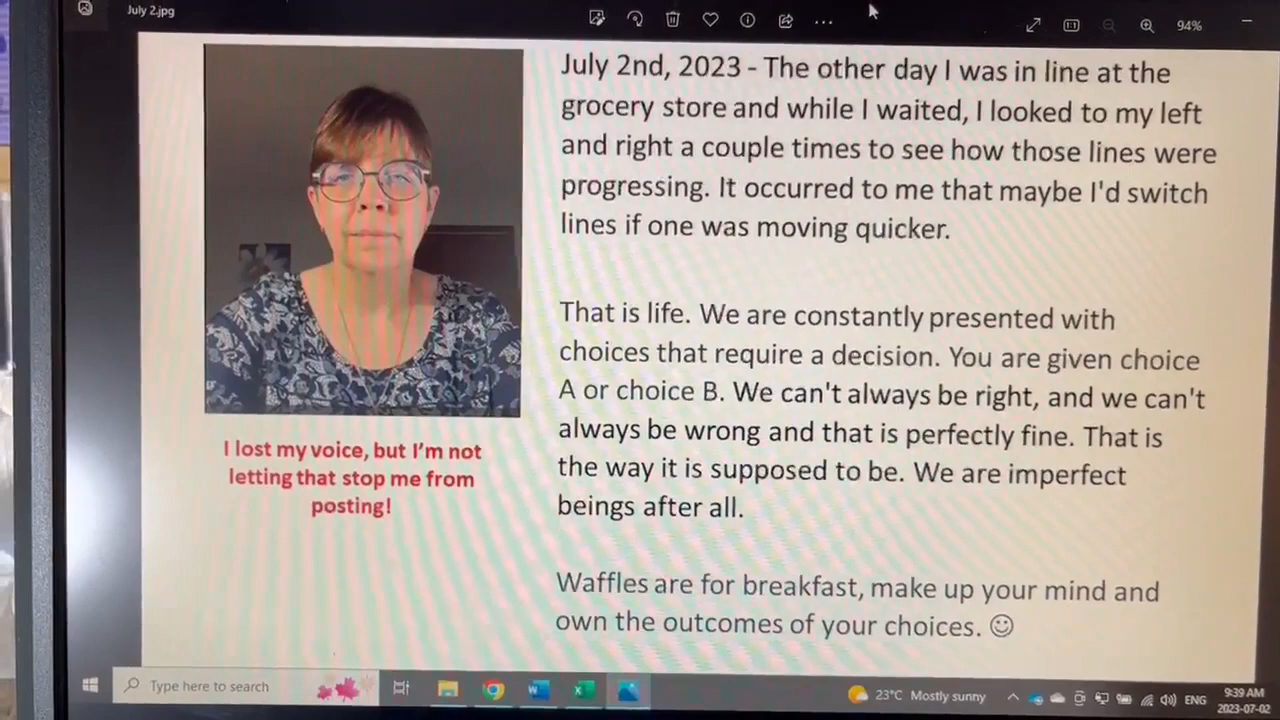 July 2.jpg
94%
July 2nd, 2023 - The other day I was in line at the
grocery store and while I waited, I looked to my left
and right a couple times to see how those lines were
progressing. It occurred to me that maybe I'd switch
lines if one was moving quicker.
That is life. We are constantly presented with
choices that require a decision. You are given choice
A or choice B. We can't always be right, and we can't
always be wrong and that is perfectly fine. That is
the way it is supposed to be. We are imperfect
beings after all.
Waffles are for breakfast, make up your mind and
own the outcomes of your choices. ☺
I lost my voice, but I'm not
letting that stop me from
posting!
Type here to search
23°C Mostly sunny
ENG
9:39 AM
2023-07-02